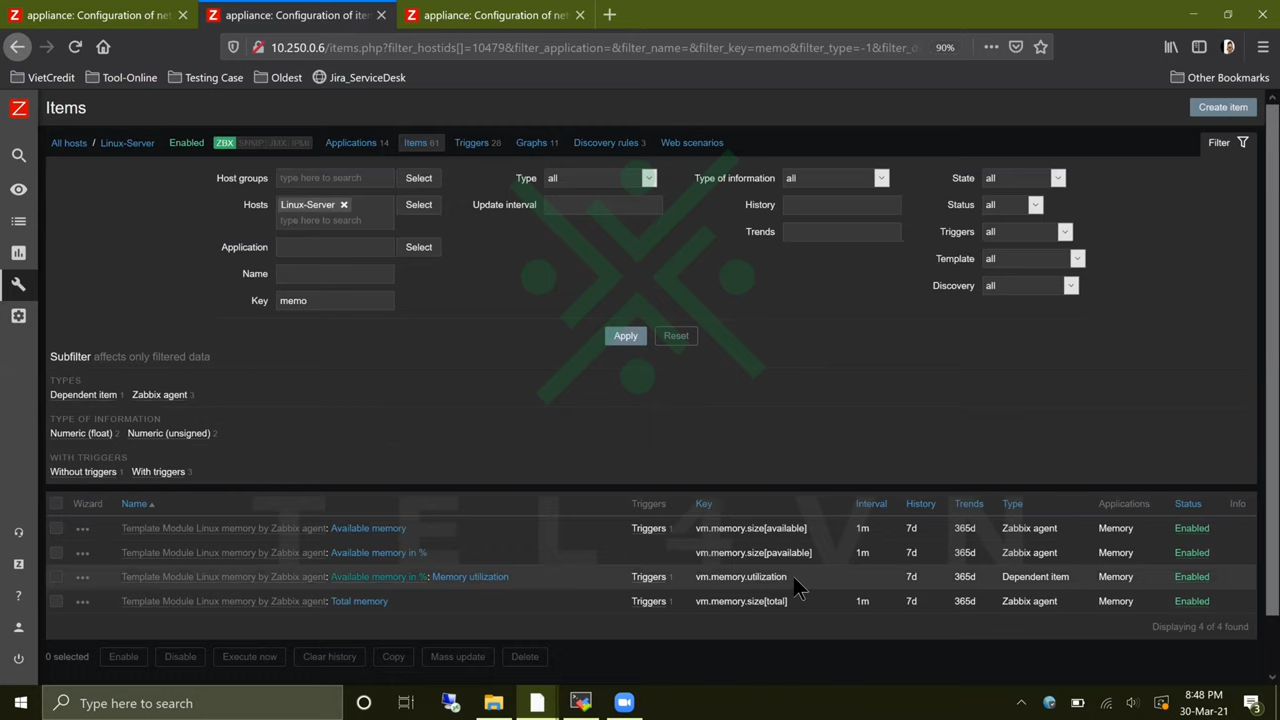 appliance: Configuration of net
appliance: Configuration of iten
appliance: Configuration of net
10.250.0.6/items.php?filter_hostids[]=10479&filter_application=&filter_name=&filter_key=memo&filter_type=-1&filter_d
90%
VietCredit
Tool-Online
Testing Case
Oldest
Jira_ServiceDesk
Other Bookmarks
Z
Items
Create item
All hosts / Linux-Server
Enabled
ZBX SNMP JMX IPMI
Applications 14
Items 61
Triggers 28
Graphs 11
Discovery rules 3
Web scenarios
Filter
Host groups type here to search Select
Type all
Type of information all
State all
Hosts Linux-Server Select
type here to search
Update interval
History
Status all
Application Select
Trends
Triggers all
Name
Template all
Key memo
Discovery all
Apply Reset
Subfilter affects only filtered data
TYPES
Dependent item 1 Zabbix agent 3
TYPE OF INFORMATION
Numeric (float) 2 Numeric (unsigned) 2
WITH TRIGGERS
Without triggers 1 With triggers 3
TEL4VN
Wizard Name Triggers Key Interval History Trends Type Applications Status Info
Template Module Linux memory by Zabbix agent: Available memory Triggers 1 vm.memory.size[available] 1m 7d 365d Zabbix agent Memory Enabled
Template Module Linux memory by Zabbix agent: Available memory in % vm.memory.size[pavailable] 1m 7d 365d Zabbix agent Memory Enabled
Template Module Linux memory by Zabbix agent: Available memory in %: Memory utilization Triggers 1 vm.memory.utilization 7d 365d Dependent item Memory Enabled
Template Module Linux memory by Zabbix agent: Total memory Triggers 1 vm.memory.size[total] 1m 7d 365d Zabbix agent Memory Enabled
Displaying 4 of 4 found
0 selected Enable Disable Execute now Clear history Copy Mass update Delete
Type here to search
8:48 PM
30-Mar-21
3